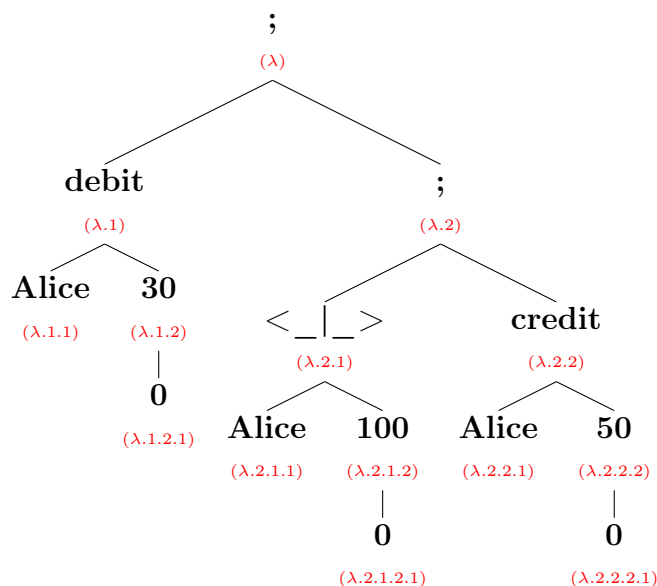 ;
(λ)
debit ;
(λ.1) (λ.2)
Alice 30 <_|_> credit
(λ.1.1) (λ.1.2) (λ.2.1) (λ.2.2)
0 Alice 100 Alice 50
(λ.1.2.1) (λ.2.1.1) (λ.2.1.2) (λ.2.2.1) (λ.2.2.2)
0 0
(λ.2.1.2.1) (λ.2.2.2.1)